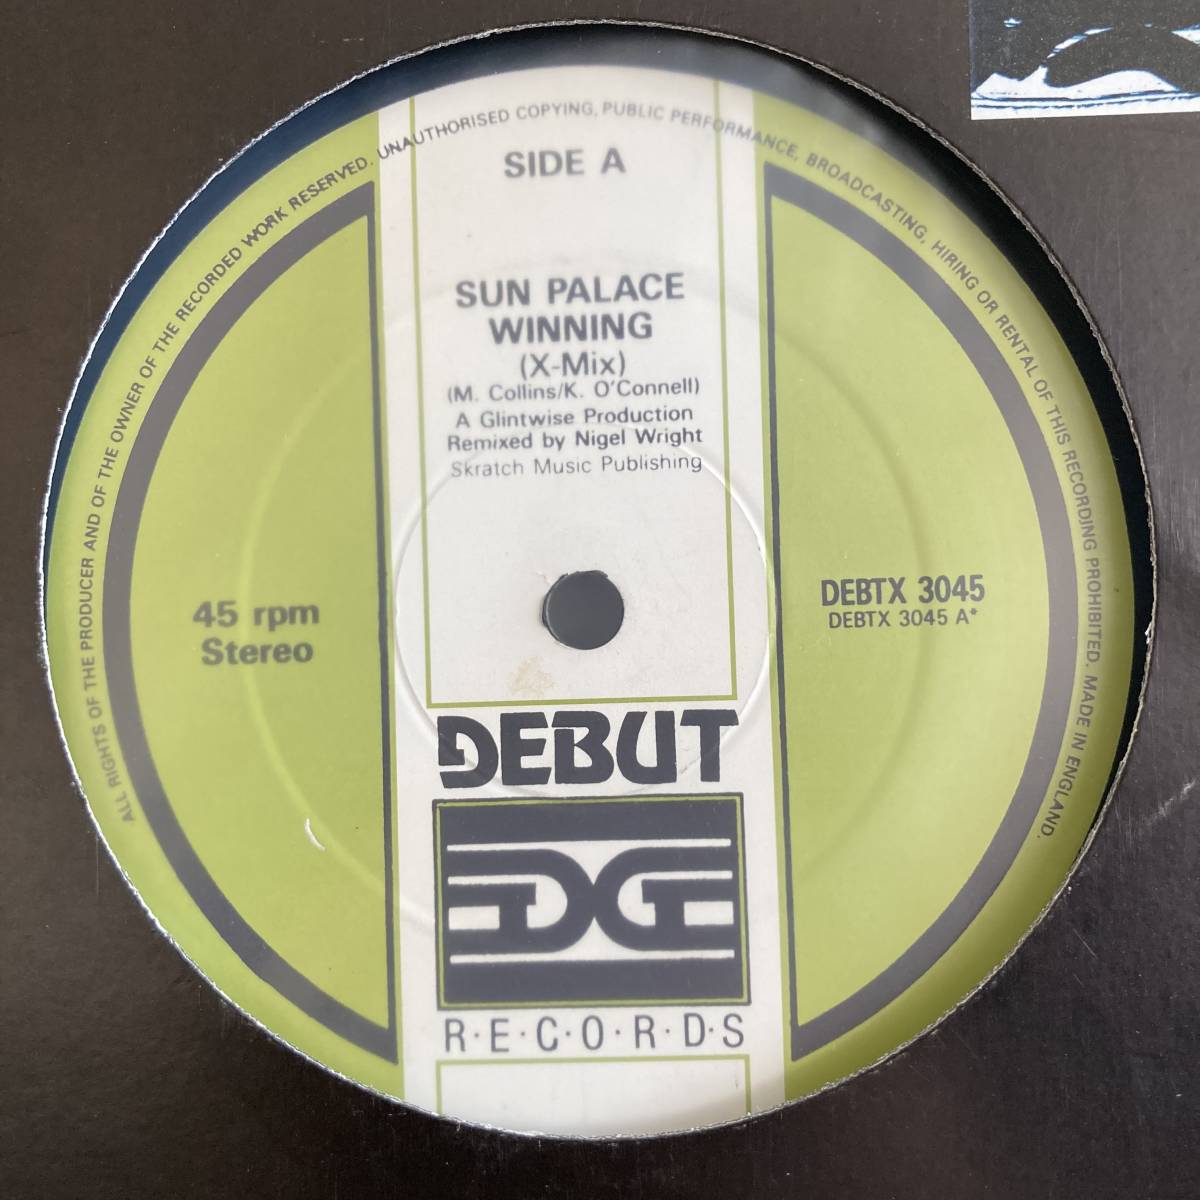 ALL RIGHTS OF THE PRODUCER AND OF THE OWNER OF THE RECORDED WORK RESERVED. UNAUTHORISED COPYING, PUBLIC PERFORMANCE, BROADCASTING, HIRING OR RENTAL OF THIS RECORDING PROHIBITED. MADE IN ENGLAND.
SIDE A
SUN PALACE
WINNING
(X-Mix)
(M. Collins/K. O'Connell)
A Glintwise Production
Remixed by Nigel Wright
Skratch Music Publishing
45 rpm
Stereo
DEBTX 3045
DEBTX 3045 A*
DEBUT
EDGE
R·E·C·O·R·D·S